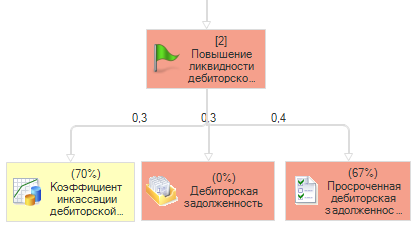 [2]
Повышение
ликвидности
дебиторско...
0,3
0,3
0,4
(70%)
Коэффициент
инкассации
дебиторской...
(0%)
Дебиторская
задолженность
(67%)
Просроченная
дебиторская
задолженнос...